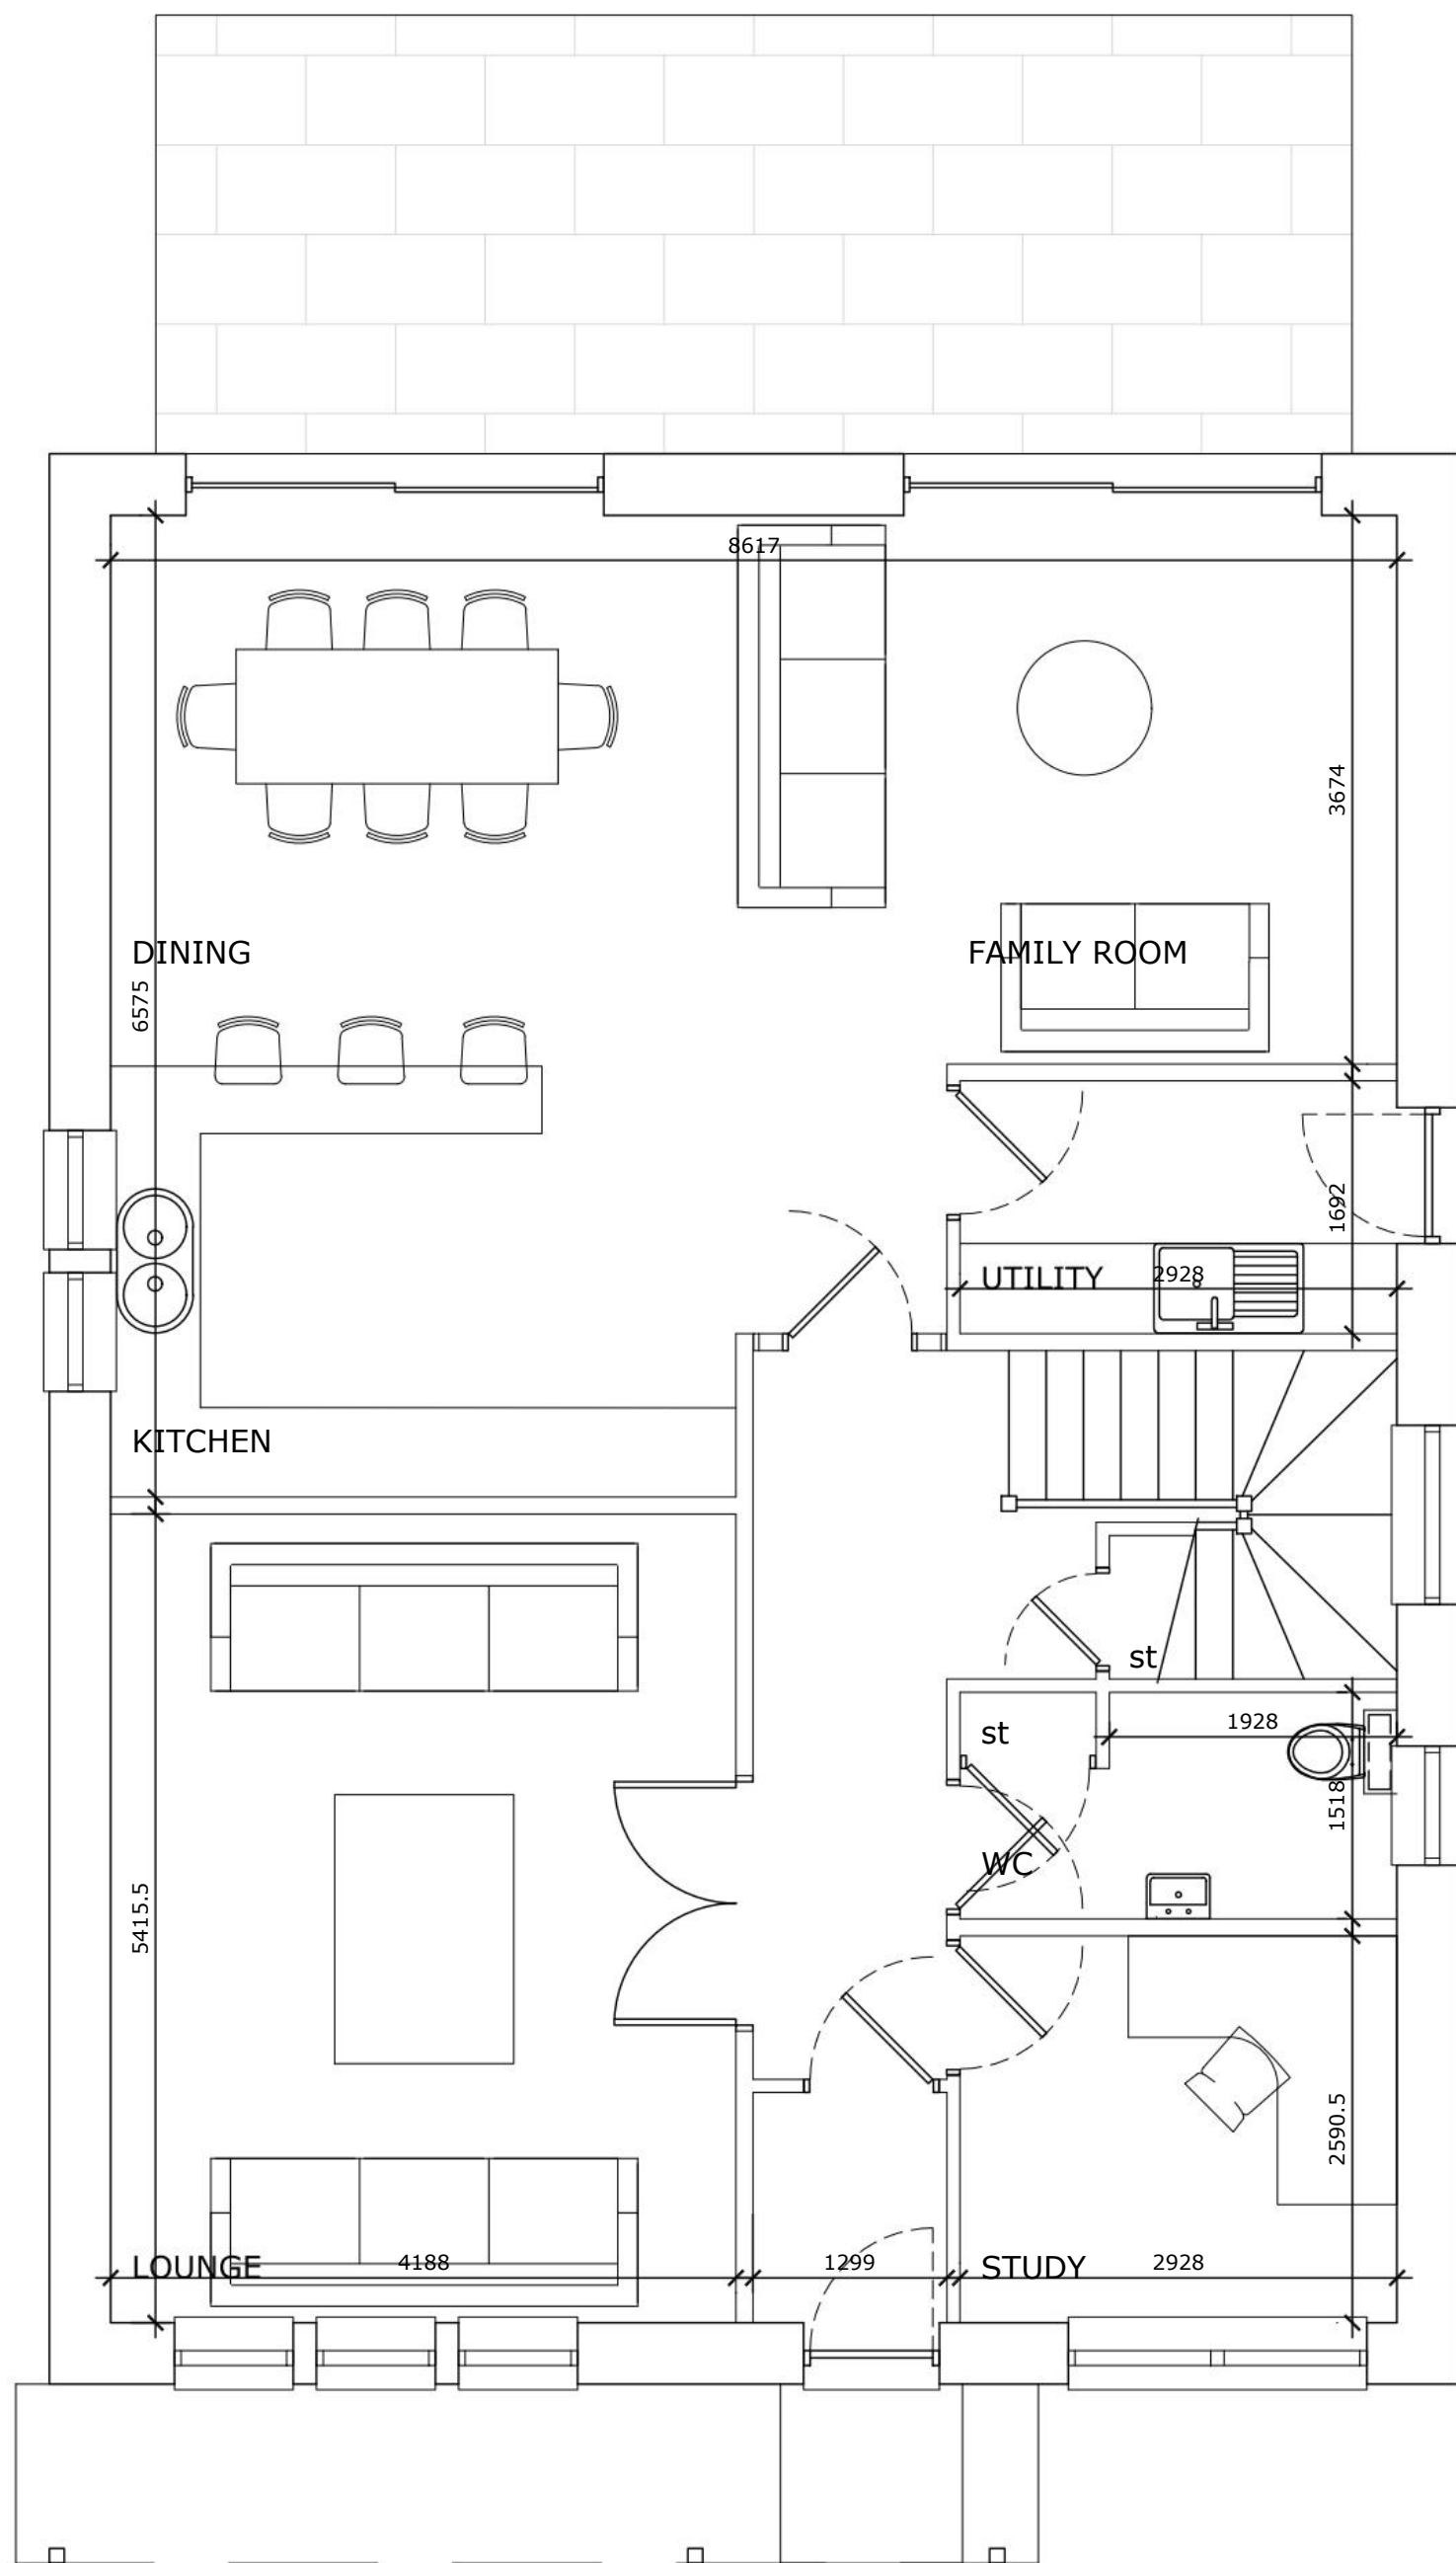 8617
3674
DINING
FAMILY ROOM
6575
1692
UTILITY
2928
KITCHEN
st
st
1928
1518
WC
5415.5
2590.5
LOUNGE
4188
1299
STUDY
2928